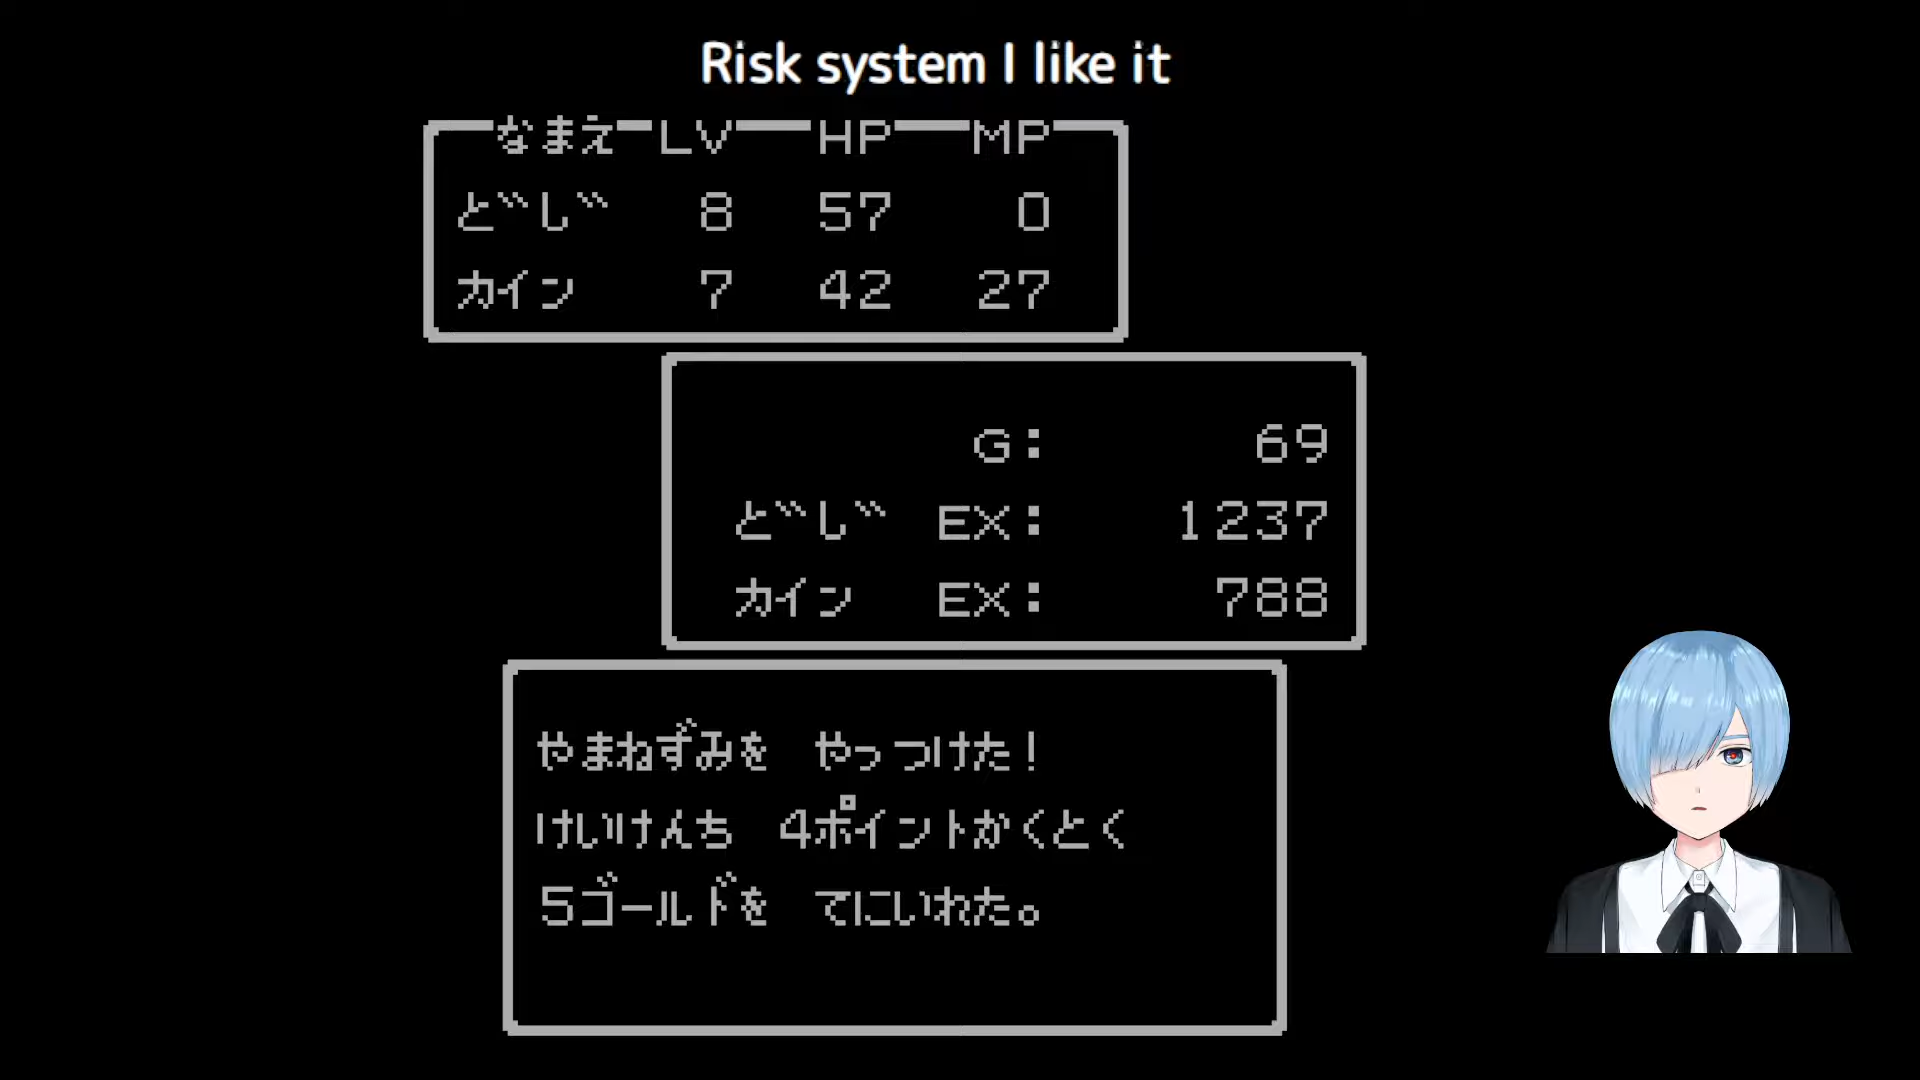 Risk system I like it
なまえ LV HP MP
ど゛し゛ 8 57 0
カイン 7 42 27
G: 69
ど゛し゛ EX: 1237
カイン EX: 788
やまねずみを やっつけた!
けいけんち 4ポイントかくとく
5ゴールドを てにいれた。